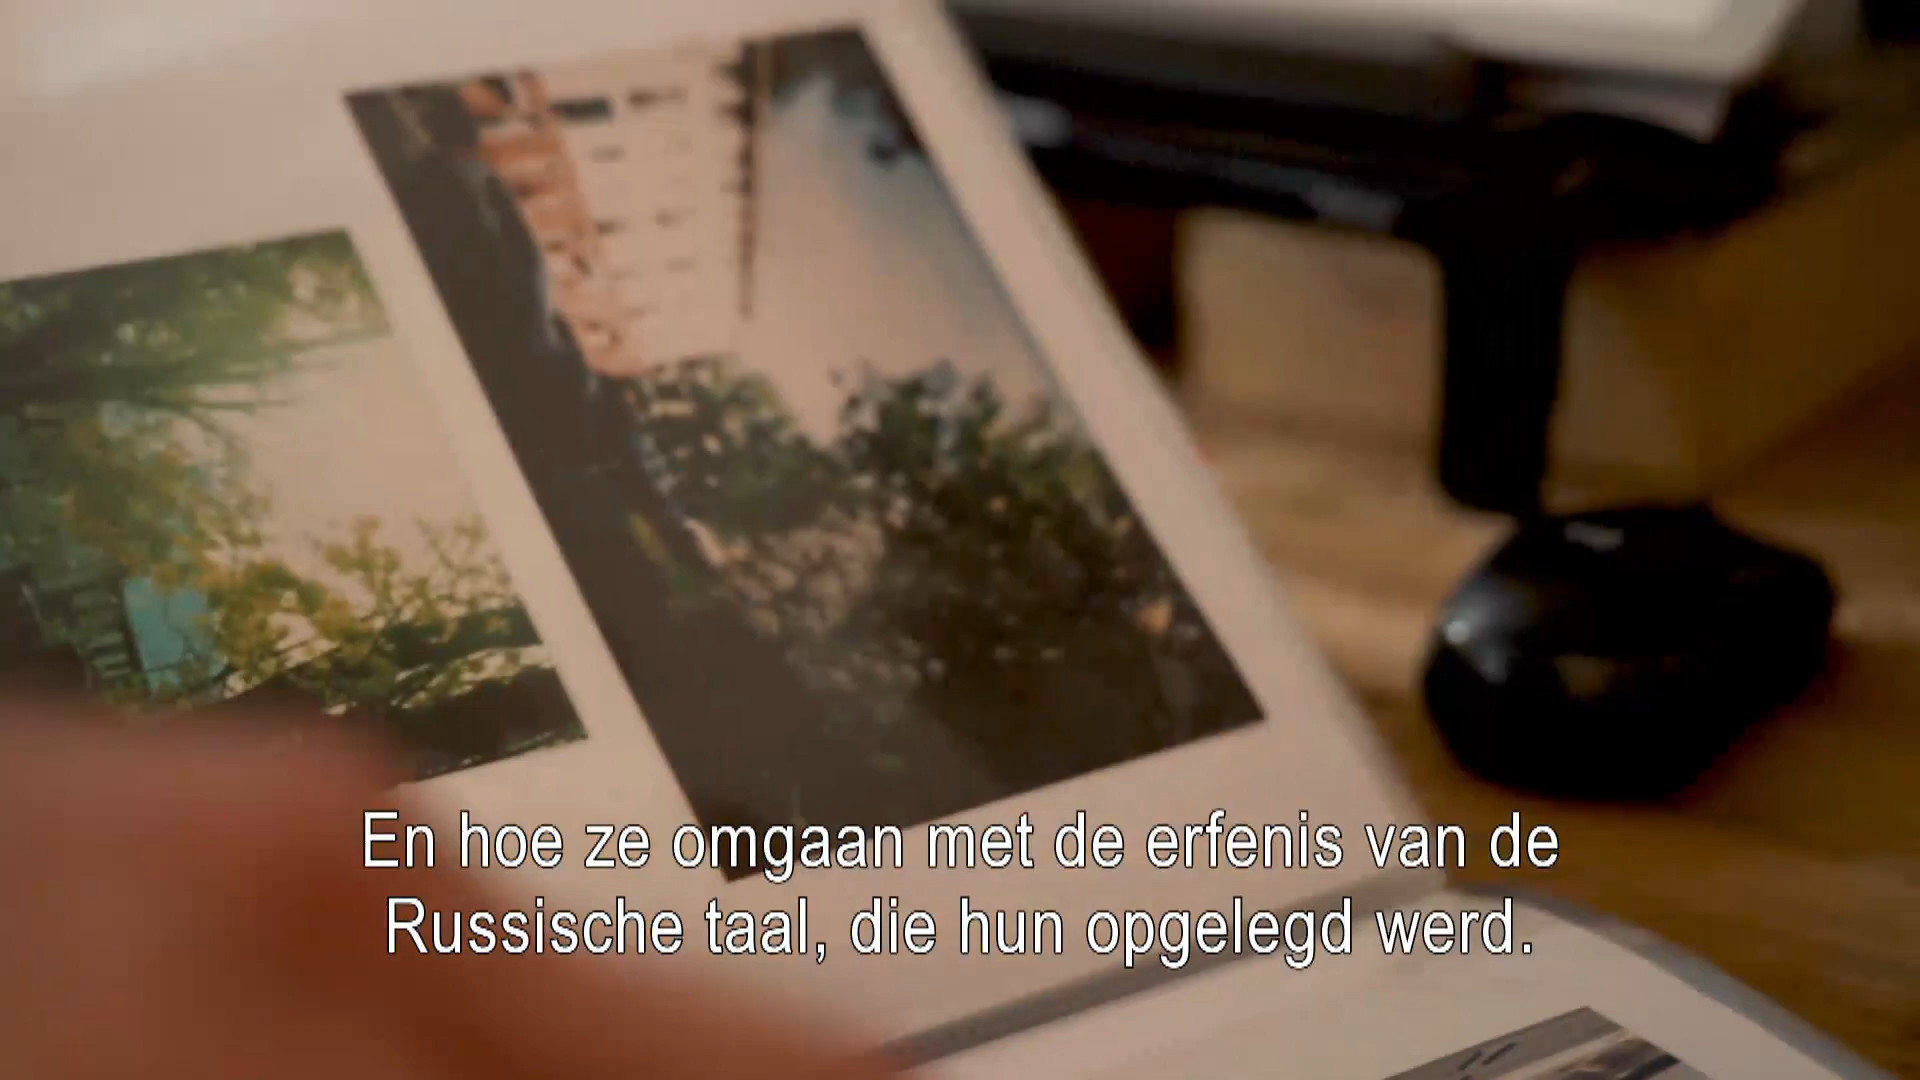 En hoe ze omgaan met de erfenis van de
Russische taal, die hun opgelegd werd.